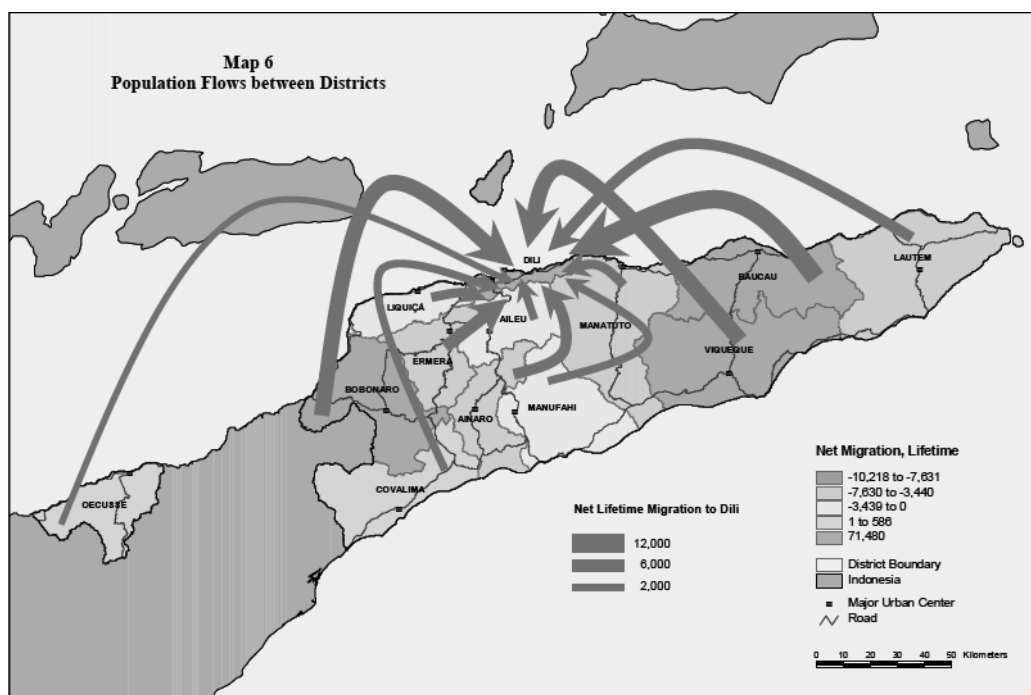 Map 6
Population Flows between Districts
DILI
LAUTEM
BAUCAU
LIQUIÇÁ
AILEU
MANATUTO
ERMERA
VIQUEQUE
BOBONARO
AINARO
MANUFAHI
COVALIMA
OECUSSE
Net Migration, Lifetime
-10,218 to -7,631
-7,630 to -3,440
-3,439 to 0
1 to 586
71,480
District Boundary
Indonesia
Major Urban Center
Road
Net Lifetime Migration to Dili
12,000
6,000
2,000
0 10 20 30 40 50 Kilometers